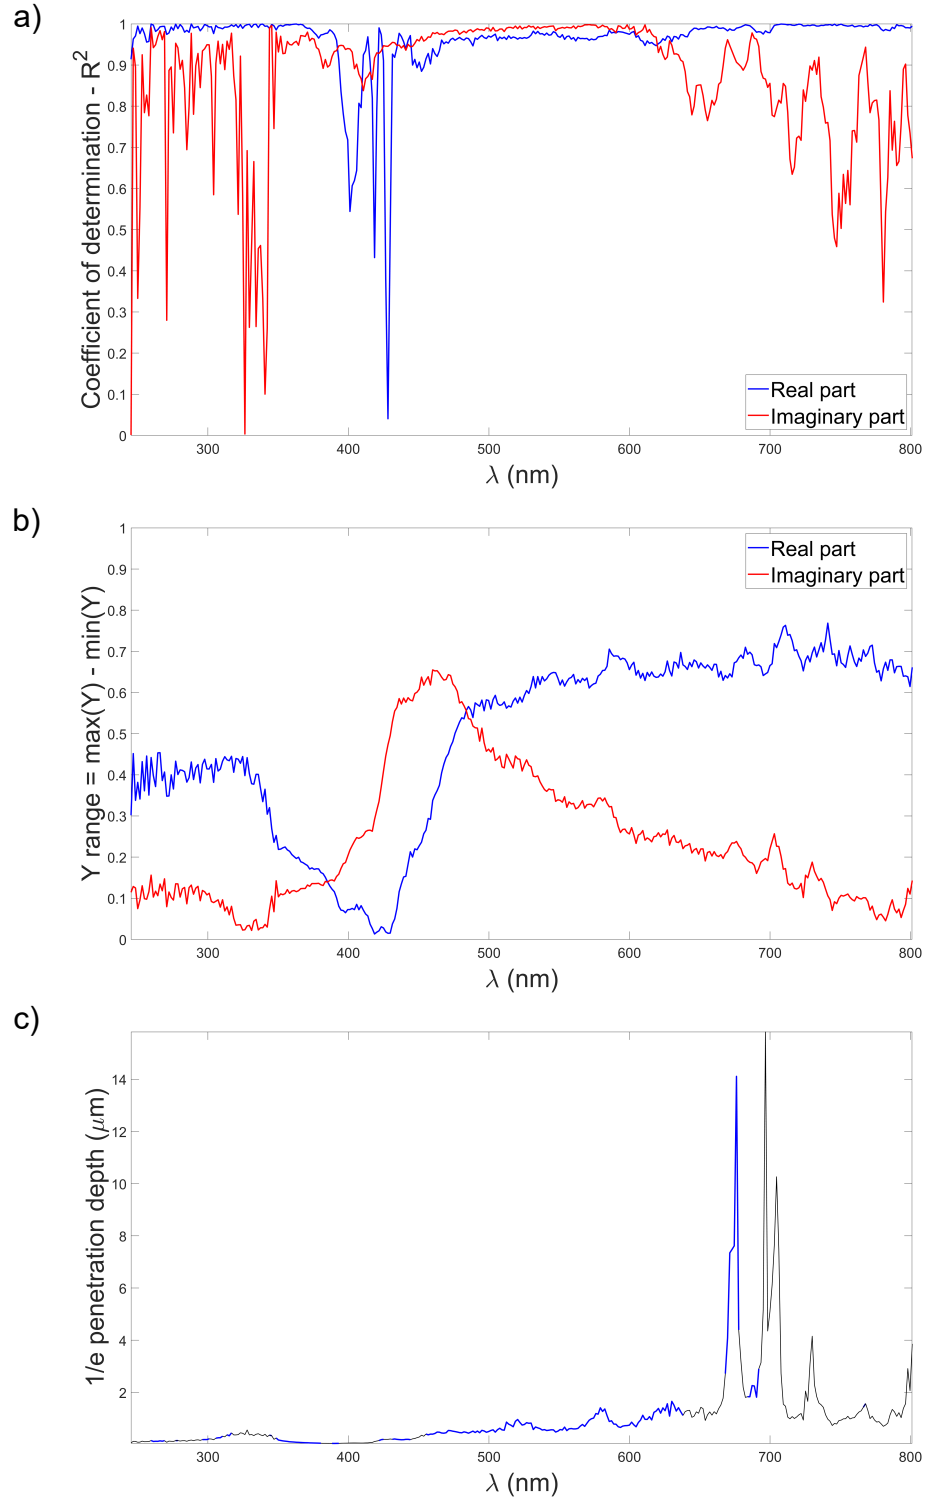 a)
Coefficient of determination - R²
1
0.9
0.8
0.7
0.6
0.5
0.4
0.3
0.2
0.1
0
300 400 500 600 700 800
λ (nm)
Real part
Imaginary part
b)
Y range = max(Y) - min(Y)
1
0.9
0.8
0.7
0.6
0.5
0.4
0.3
0.2
0.1
0
300 400 500 600 700 800
λ (nm)
Real part
Imaginary part
c)
1/e penetration depth (μm)
14
12
10
8
6
4
2
300 400 500 600 700 800
λ (nm)